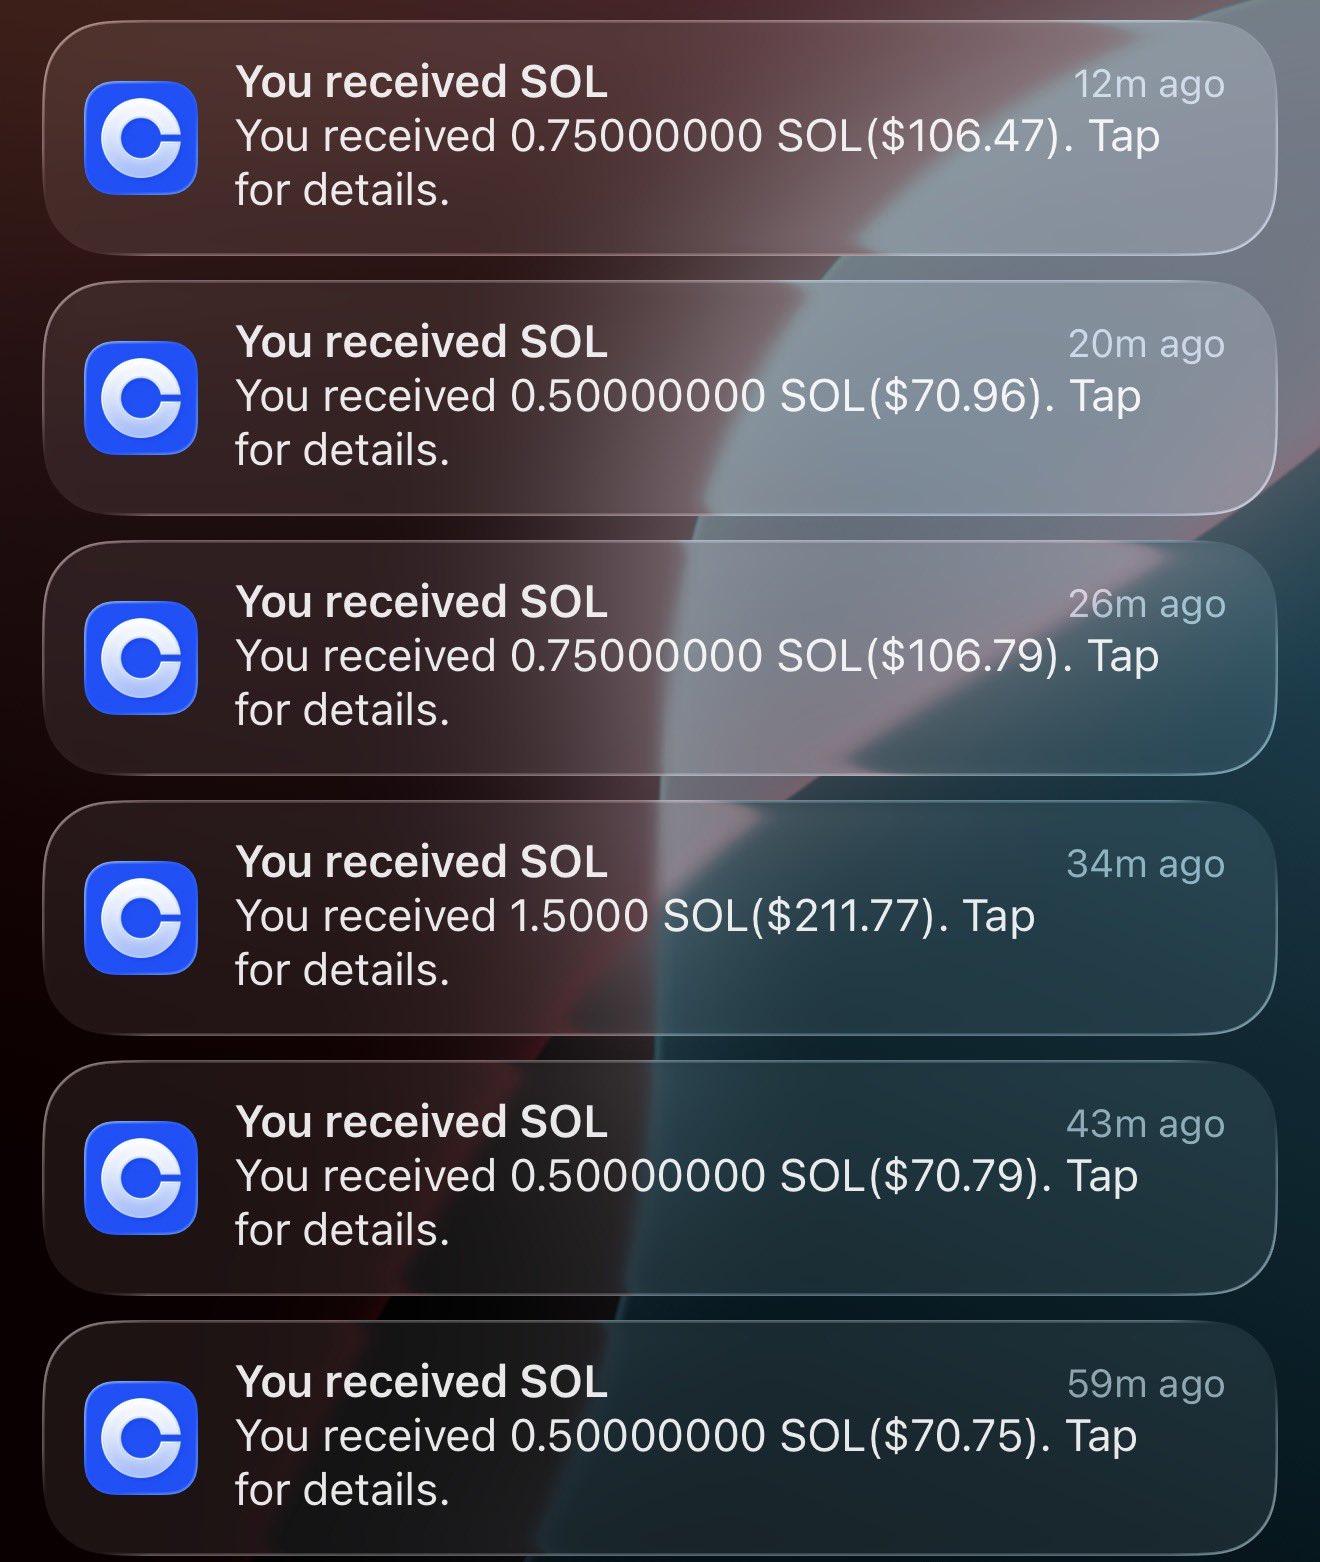 You received SOL 12m ago
You received 0.75000000 SOL($106.47). Tap
for details.
You received SOL 20m ago
You received 0.50000000 SOL($70.96). Tap
for details.
You received SOL 26m ago
You received 0.75000000 SOL($106.79). Tap
for details.
You received SOL 34m ago
You received 1.5000 SOL($211.77). Tap
for details.
You received SOL 43m ago
You received 0.50000000 SOL($70.79). Tap
for details.
You received SOL 59m ago
You received 0.50000000 SOL($70.75). Tap
for details.